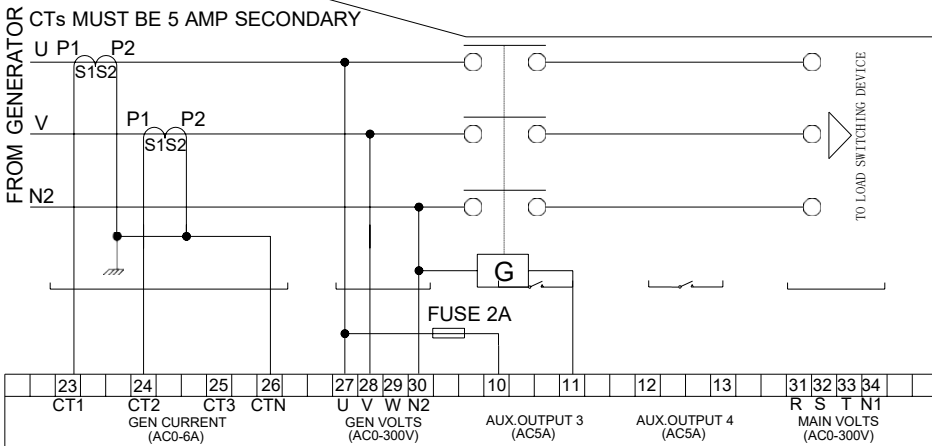 CTs MUST BE 5 AMP SECONDARY
FROM GENERATOR
U P1 P2
S1S2
V P1 P2
S1S2
N2
TO LOAD SWITCHING DEVICE
G
FUSE 2A
23 24 25 26 27 28 29 30 10 11 12 13 31 32 33 34
CT1 CT2 CT3 CTN U V W N2 R S T N1
GEN CURRENT
(AC0-6A)
GEN VOLTS
(AC0-300V)
AUX.OUTPUT 3
(AC5A)
AUX.OUTPUT 4
(AC5A)
MAIN VOLTS
(AC0-300V)